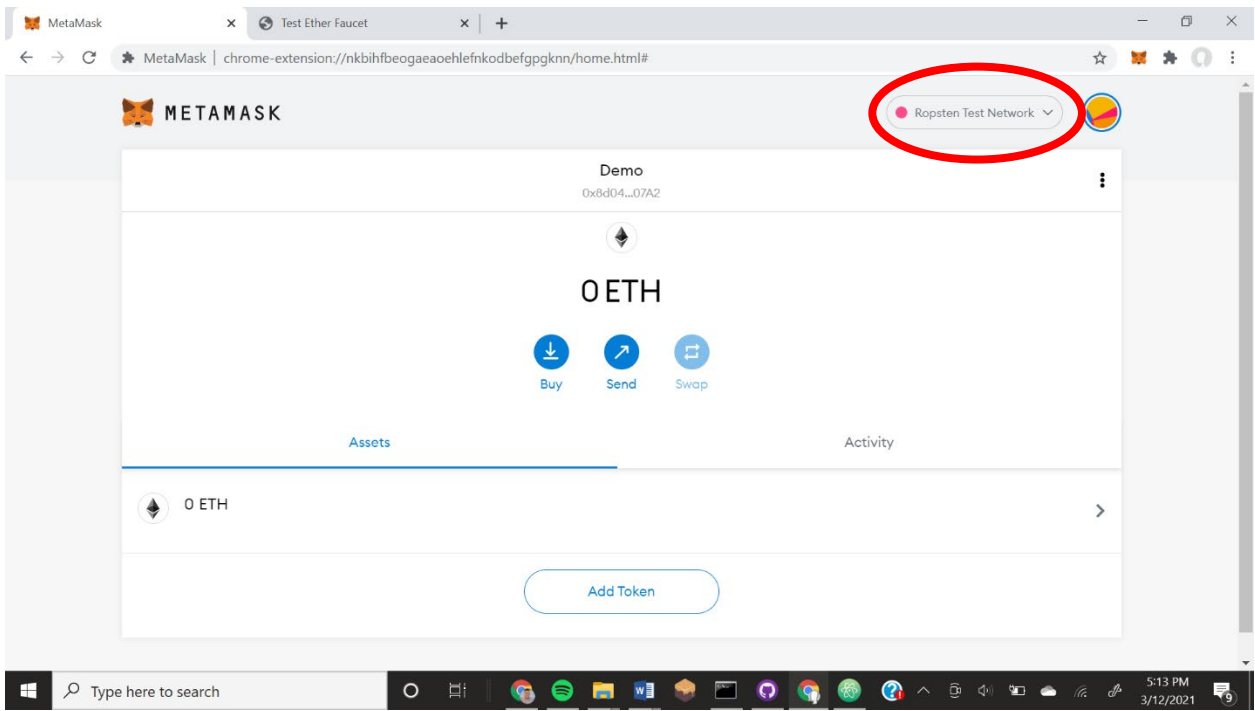 MetaMask
Test Ether Faucet
MetaMask | chrome-extension://nkbihfbeogaeaoehlefnkodbefgpgknn/home.html#
METAMASK
Ropsten Test Network
Demo
0x8d04...07A2
0 ETH
Buy Send Swap
Assets Activity
0 ETH
Add Token
Type here to search
5:13 PM
3/12/2021
9